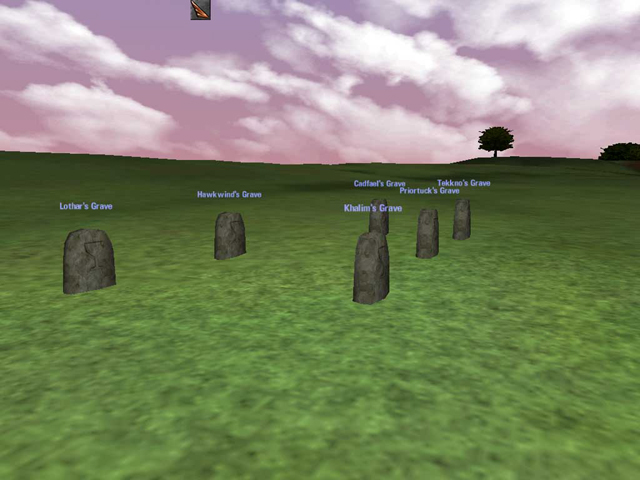 Cadfael's Grave
Tekkno's Grave
Priortuck's Grave
Hawkwind's Grave
Lothar's Grave
Khalim's Grave